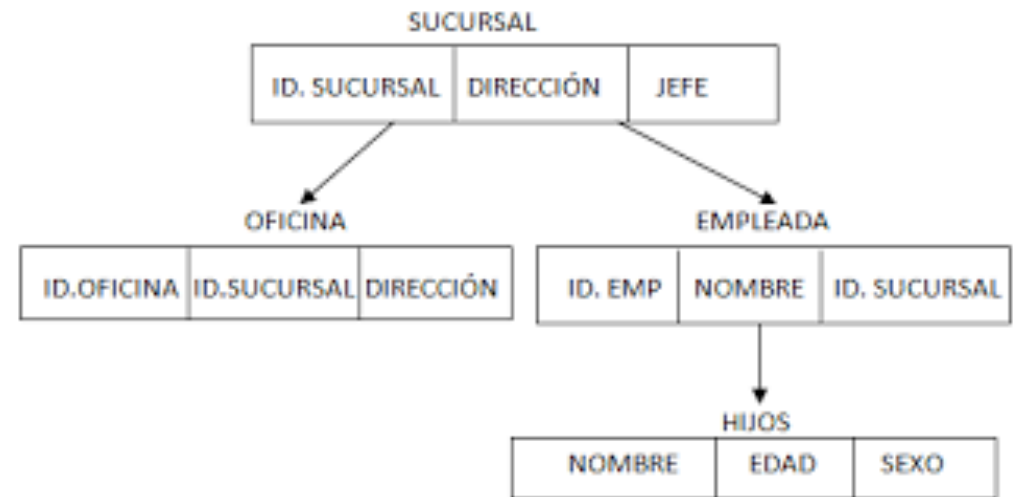 SUCURSAL
ID. SUCURSAL DIRECCIÓN JEFE
OFICINA EMPLEADA
ID.OFICINA ID.SUCURSAL DIRECCIÓN ID. EMP NOMBRE ID. SUCURSAL
HIJOS
NOMBRE EDAD SEXO